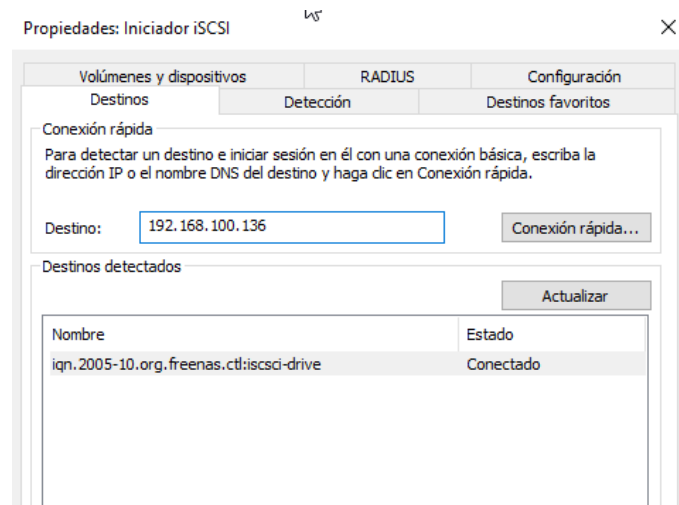 Propiedades: Iniciador iSCSI
Volúmenes y dispositivos RADIUS Configuración
Destinos Detección Destinos favoritos
Conexión rápida
Para detectar un destino e iniciar sesión en él con una conexión básica, escriba la
dirección IP o el nombre DNS del destino y haga clic en Conexión rápida.
Destino: 192.168.100.136 Conexión rápida...
Destinos detectados
Actualizar
Nombre Estado
iqn.2005-10.org.freenas.ctl:iscsci-drive Conectado